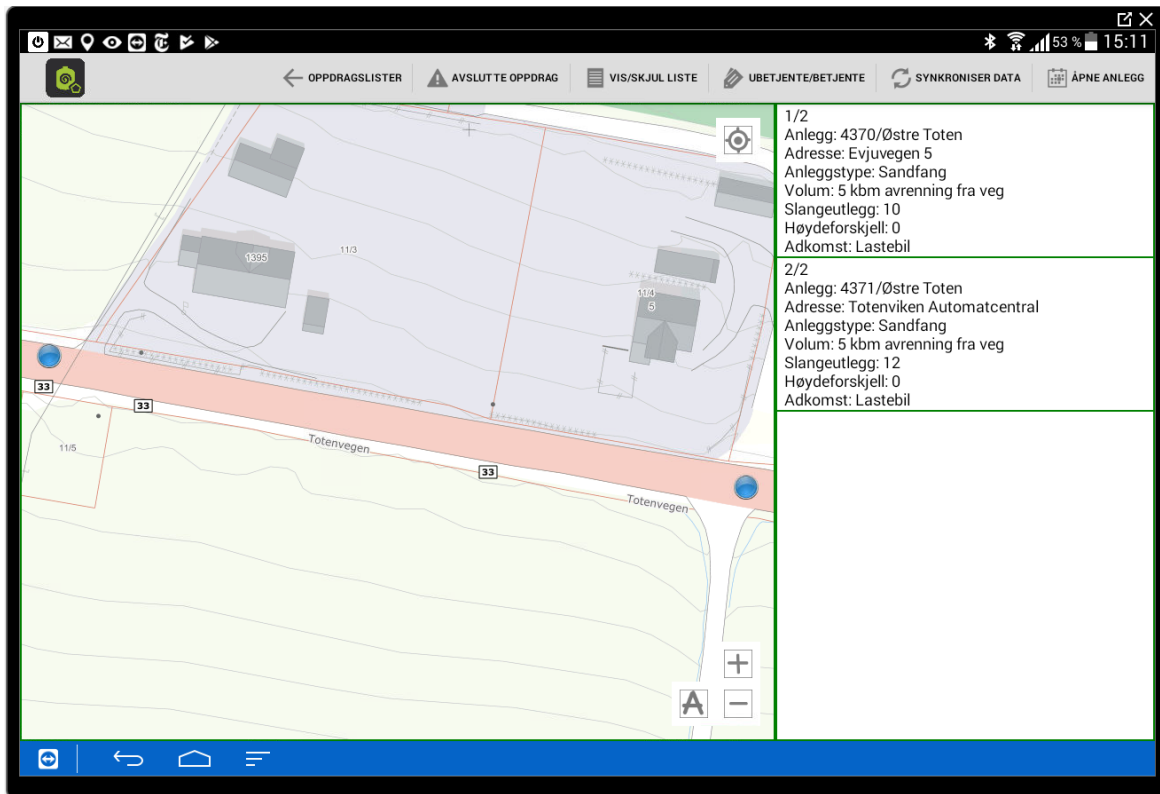 53 % 15:11
OPPDRAGSLISTER AVSLUTTE OPPDRAG VIS/SKJUL LISTE UBETJENTE/BETJENTE SYNKRONISER DATA ÅPNE ANLEGG
1395
11/3
11/4
5
33
33
11/5
Totenvegen
33
Totenvegen
A
1/2
Anlegg: 4370/Østre Toten
Adresse: Evjuvegen 5
Anleggstype: Sandfang
Volum: 5 kbm avrenning fra veg
Slangeutlegg: 10
Høydeforskjell: 0
Adkomst: Lastebil
2/2
Anlegg: 4371/Østre Toten
Adresse: Totenviken Automatcentral
Anleggstype: Sandfang
Volum: 5 kbm avrenning fra veg
Slangeutlegg: 12
Høydeforskjell: 0
Adkomst: Lastebil